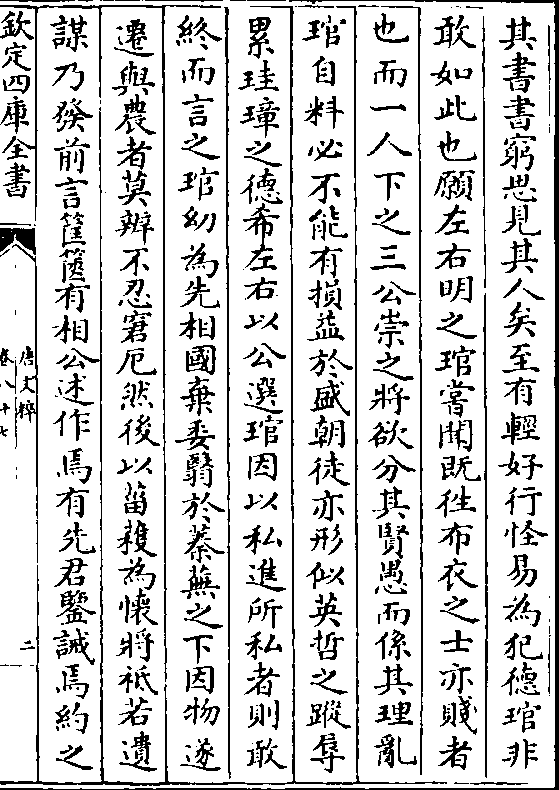 其書書窮思見其人矣至有輕好行怪易為犯德琯非
敢如此也願左右明之琯嘗聞既徃布衣之士亦賤者
也而一人下之三公崇之將欲分其賢愚而係其理亂
琯自料必不能有損益於盛朝徒亦形似英哲之蹤辱
累珪璋之德希左右以公選琯因以私進所私者則敢
終而言之琯幼為先相國棄委翳於蓁蕪之下因物遂
遷與農者莫辨不忍窘厄然後以菑穫為懷將祗若遺
謀乃發前言筐篋有相公述作焉有先君鑒誡焉約之
欽定四庫全書
唐文粹
卷八十七
二